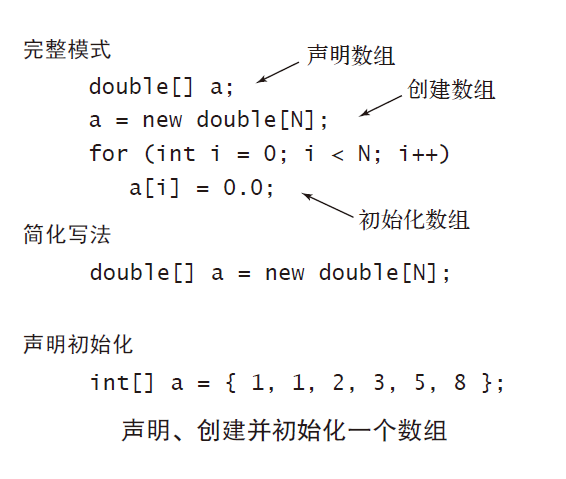 完整模式
声明数组
double[] a;
创建数组
a = new double[N];
for (int i = 0; i < N; i++)
a[i] = 0.0;
初始化数组
简化写法
double[] a = new double[N];
声明初始化
int[] a = { 1, 1, 2, 3, 5, 8 };
声明、创建并初始化一个数组